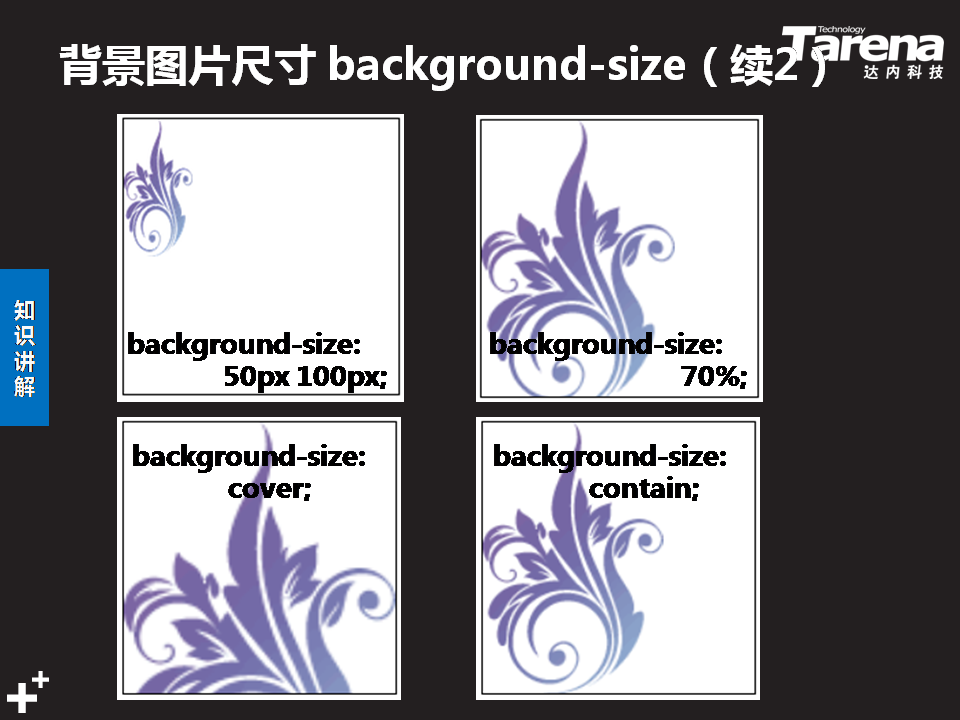 背景图片尺寸 background-size（续2）
Technology
Tarena
达内科技
background-size:
50px 100px;
background-size:
70%;
知识讲解
background-size:
cover;
background-size:
contain;